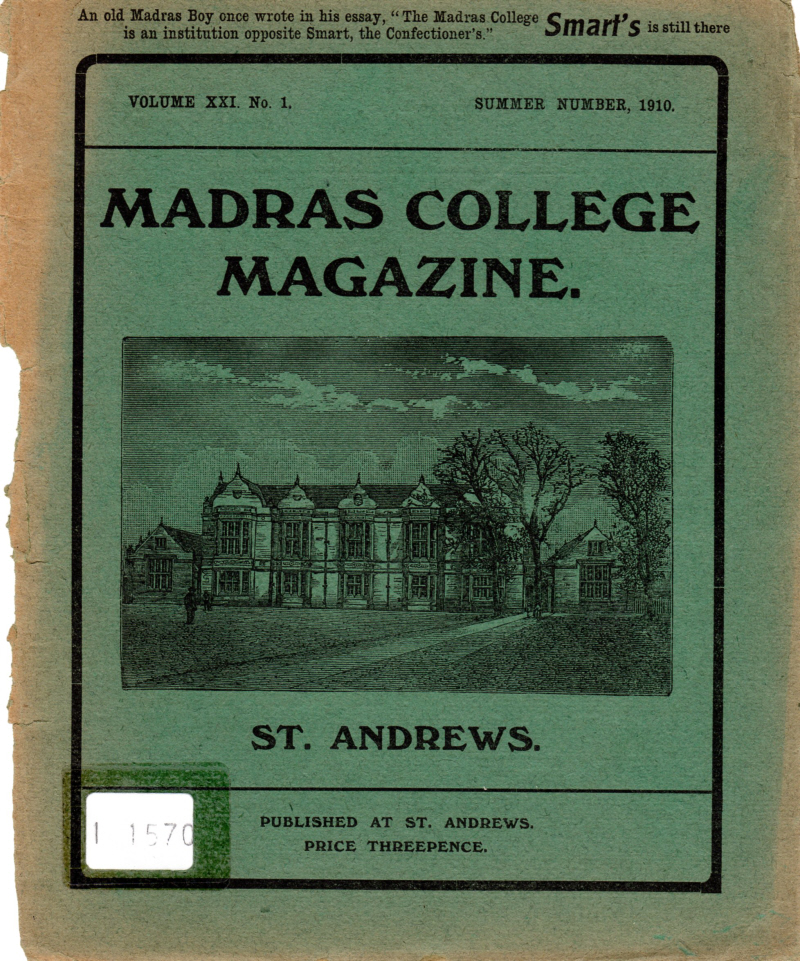 An old Madras Boy once wrote in his essay, "The Madras College
is an institution opposite Smart, the Confectioner's."
Smart's is still there
VOLUME XXI. No. 1.
SUMMER NUMBER, 1910.
MADRAS COLLEGE
MAGAZINE.
ST. ANDREWS.
1 1570
PUBLISHED AT ST. ANDREWS.
PRICE THREEPENCE.